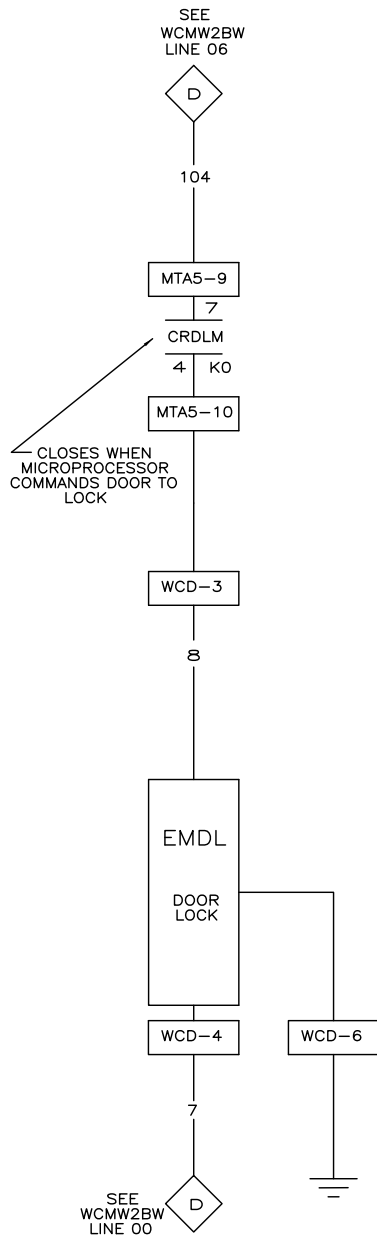 SEE
WCMW2BW
LINE 06
D
104
MTA5-9
7
CRDLM
4 K0
MTA5-10
CLOSES WHEN
MICROPROCESSOR
COMMANDS DOOR TO
LOCK
WCD-3
8
EMDL
DOOR
LOCK
WCD-4
WCD-6
7
SEE
WCMW2BW
LINE 00
D